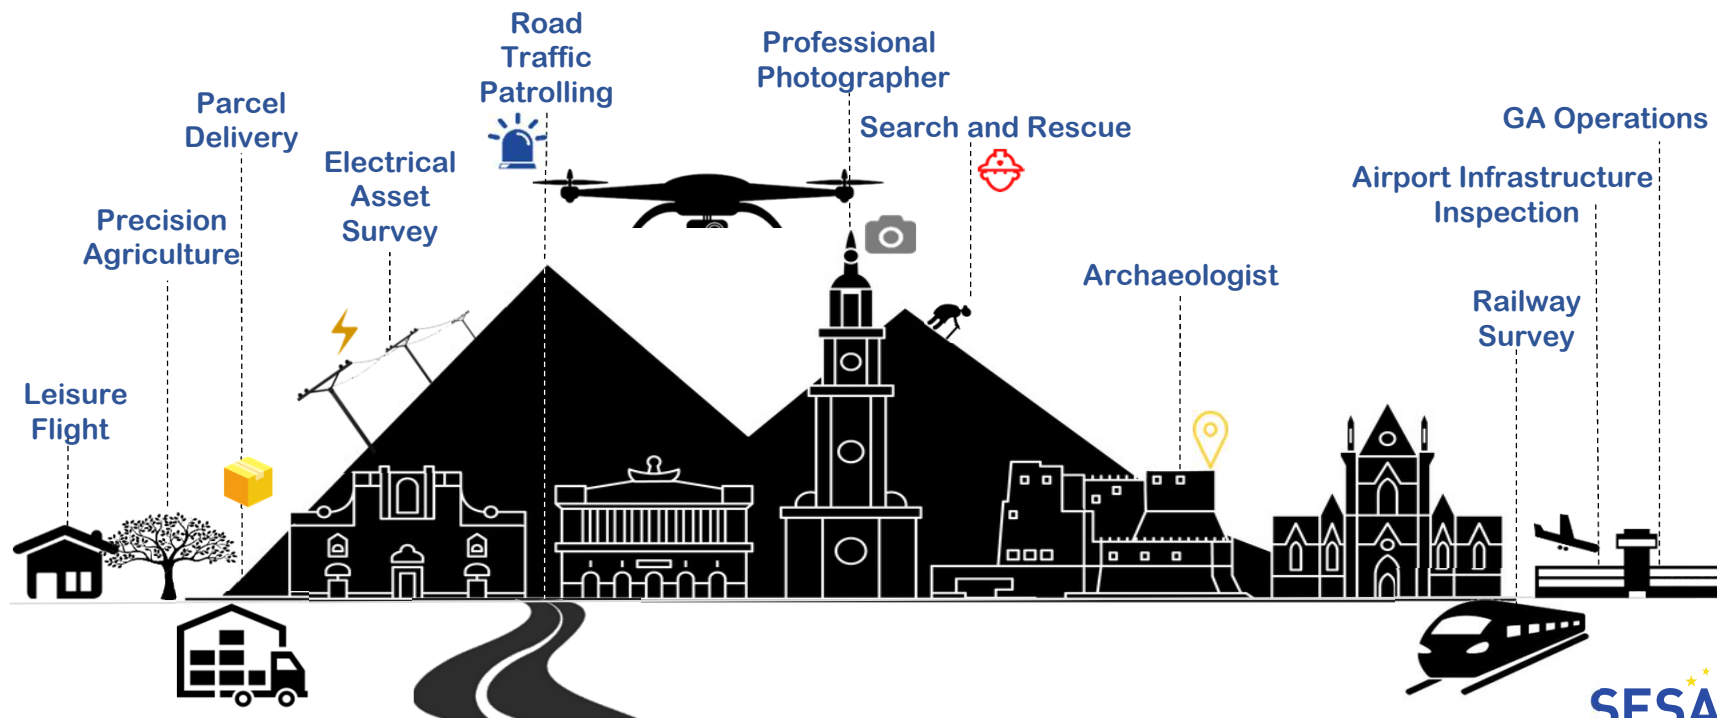 Road
Traffic
Patrolling
Professional
Photographer
Parcel
Delivery
Search and Rescue
GA Operations
Electrical
Asset
Survey
Airport Infrastructure
Inspection
Precision
Agriculture
Archaeologist
Railway
Survey
Leisure
Flight
SESA